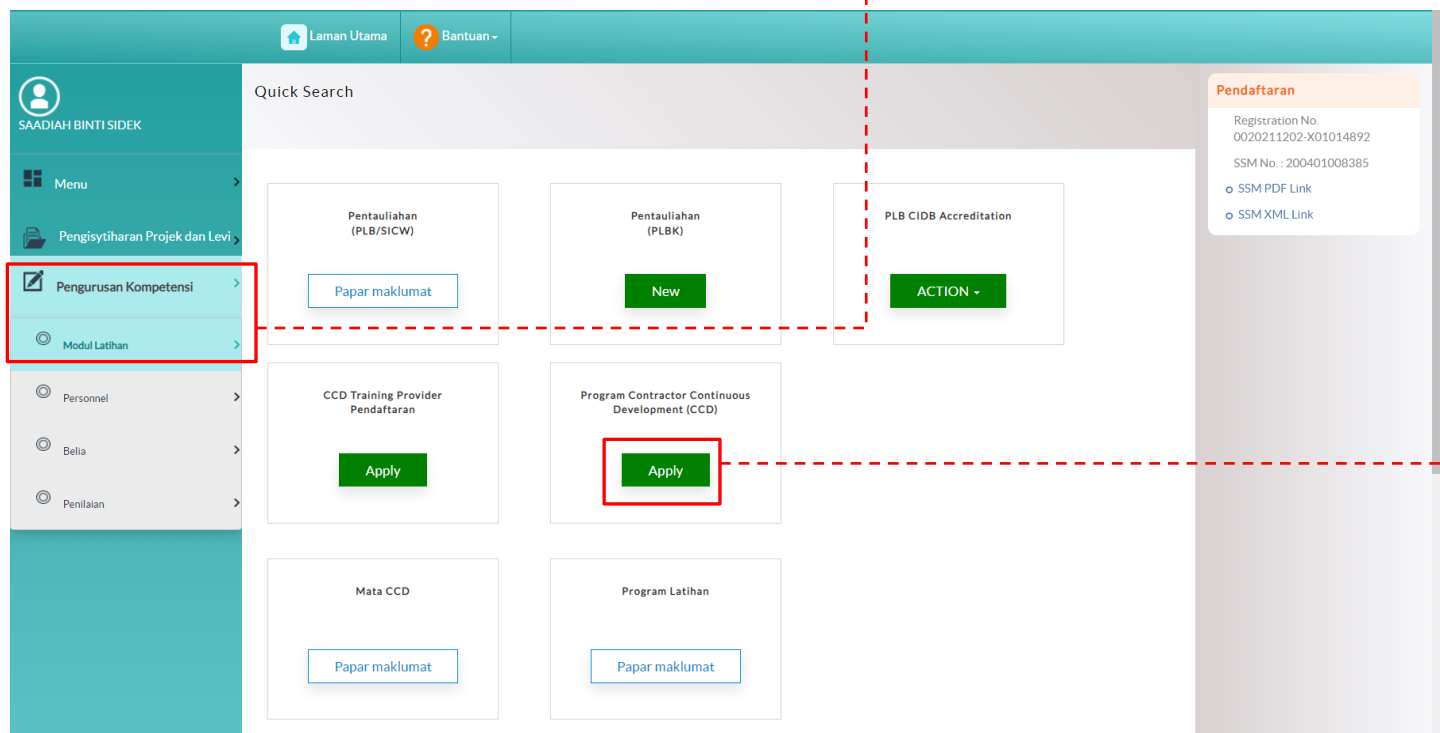 Laman Utama
? Bantuan
SAADIAH BINTI SIDEK
Menu
Pengisytiharan Projek dan Levi
Pengurusan Kompetensi
Modul Latihan
Personnel
Belia
Penilaian
Quick Search
Pentauliahan
(PLB/SICW)
Papar maklumat
Pentauliahan
(PLBK)
New
PLB CIDB Accreditation
ACTION
CCD Training Provider
Pendaftaran
Apply
Program Contractor Continuous
Development (CCD)
Apply
Mata CCD
Papar maklumat
Program Latihan
Papar maklumat
Pendaftaran
Registration No.
0020211202-X01014892
SSM No. : 200401008385
SSM PDF Link
SSM XML Link